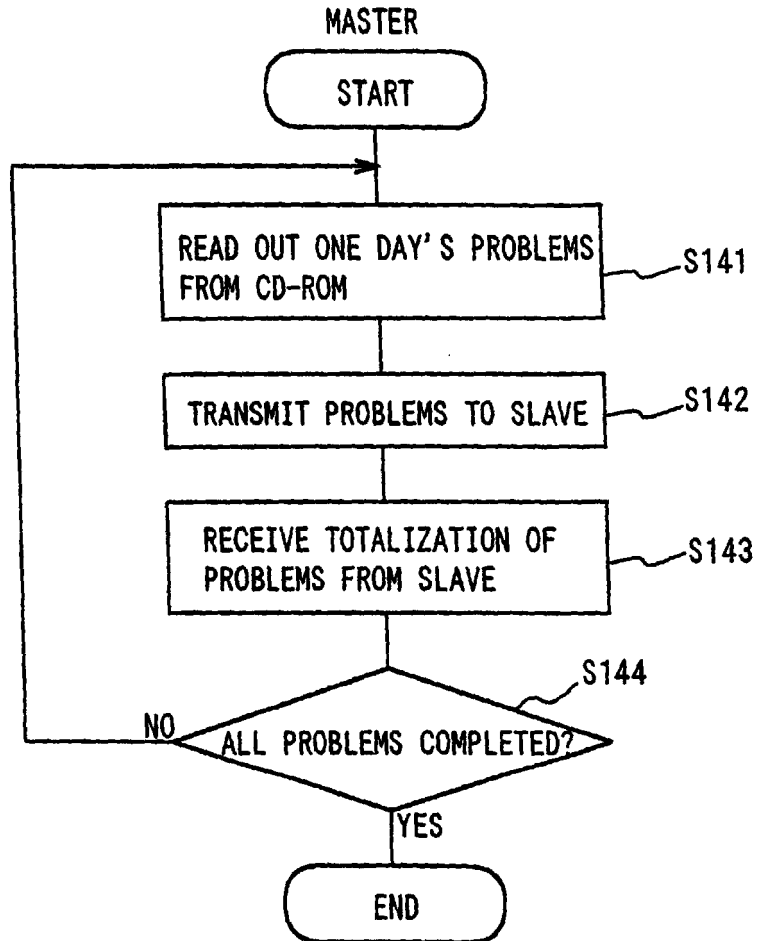 MASTER
START
READ OUT ONE DAY'S PROBLEMS
FROM CD-ROM
S141
TRANSMIT PROBLEMS TO SLAVE
S142
RECEIVE TOTALIZATION OF
PROBLEMS FROM SLAVE
S143
S144
NO
ALL PROBLEMS COMPLETED?
YES
END